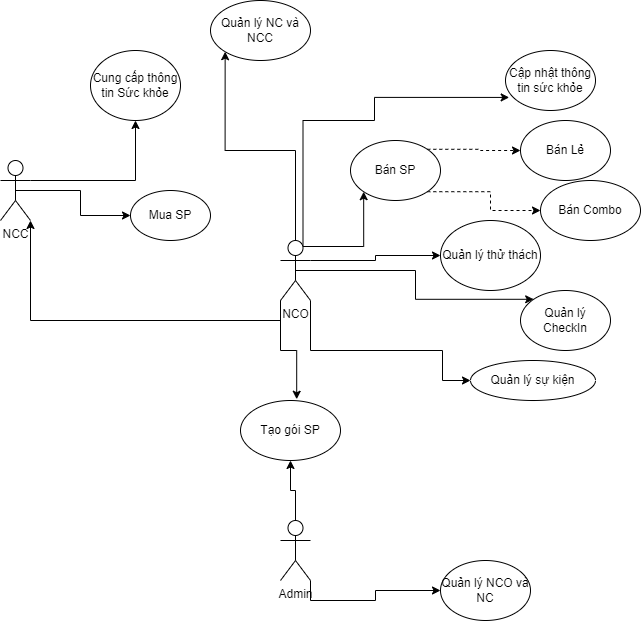 Quản lý NC và
NCC
Cung cấp thông
tin Sức khỏe
Cập nhật thông
tin sức khỏe
Bán Lẻ
Bán SP
Bán Combo
Mua SP
NCC
Quản lý thử thách
NCO
Quản lý
CheckIn
Quản lý sự kiện
Tạo gói SP
Admin
Quản lý NCO và
NC